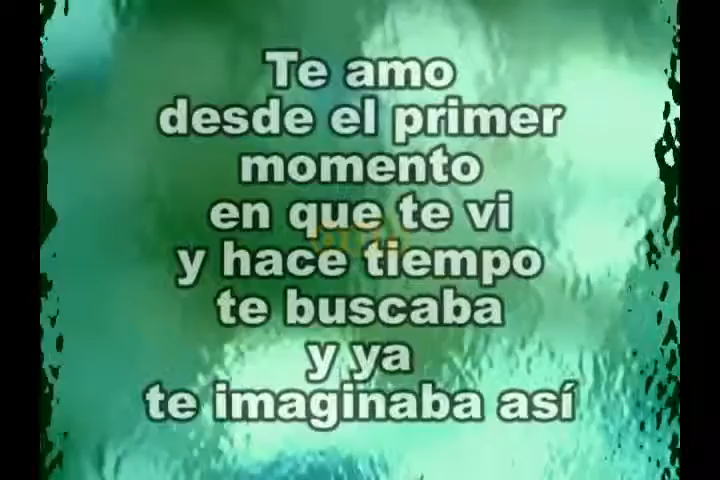 Te amo
desde el primer
momento
en que te vi
y hace tiempo
te buscaba
y ya
te imaginaba así